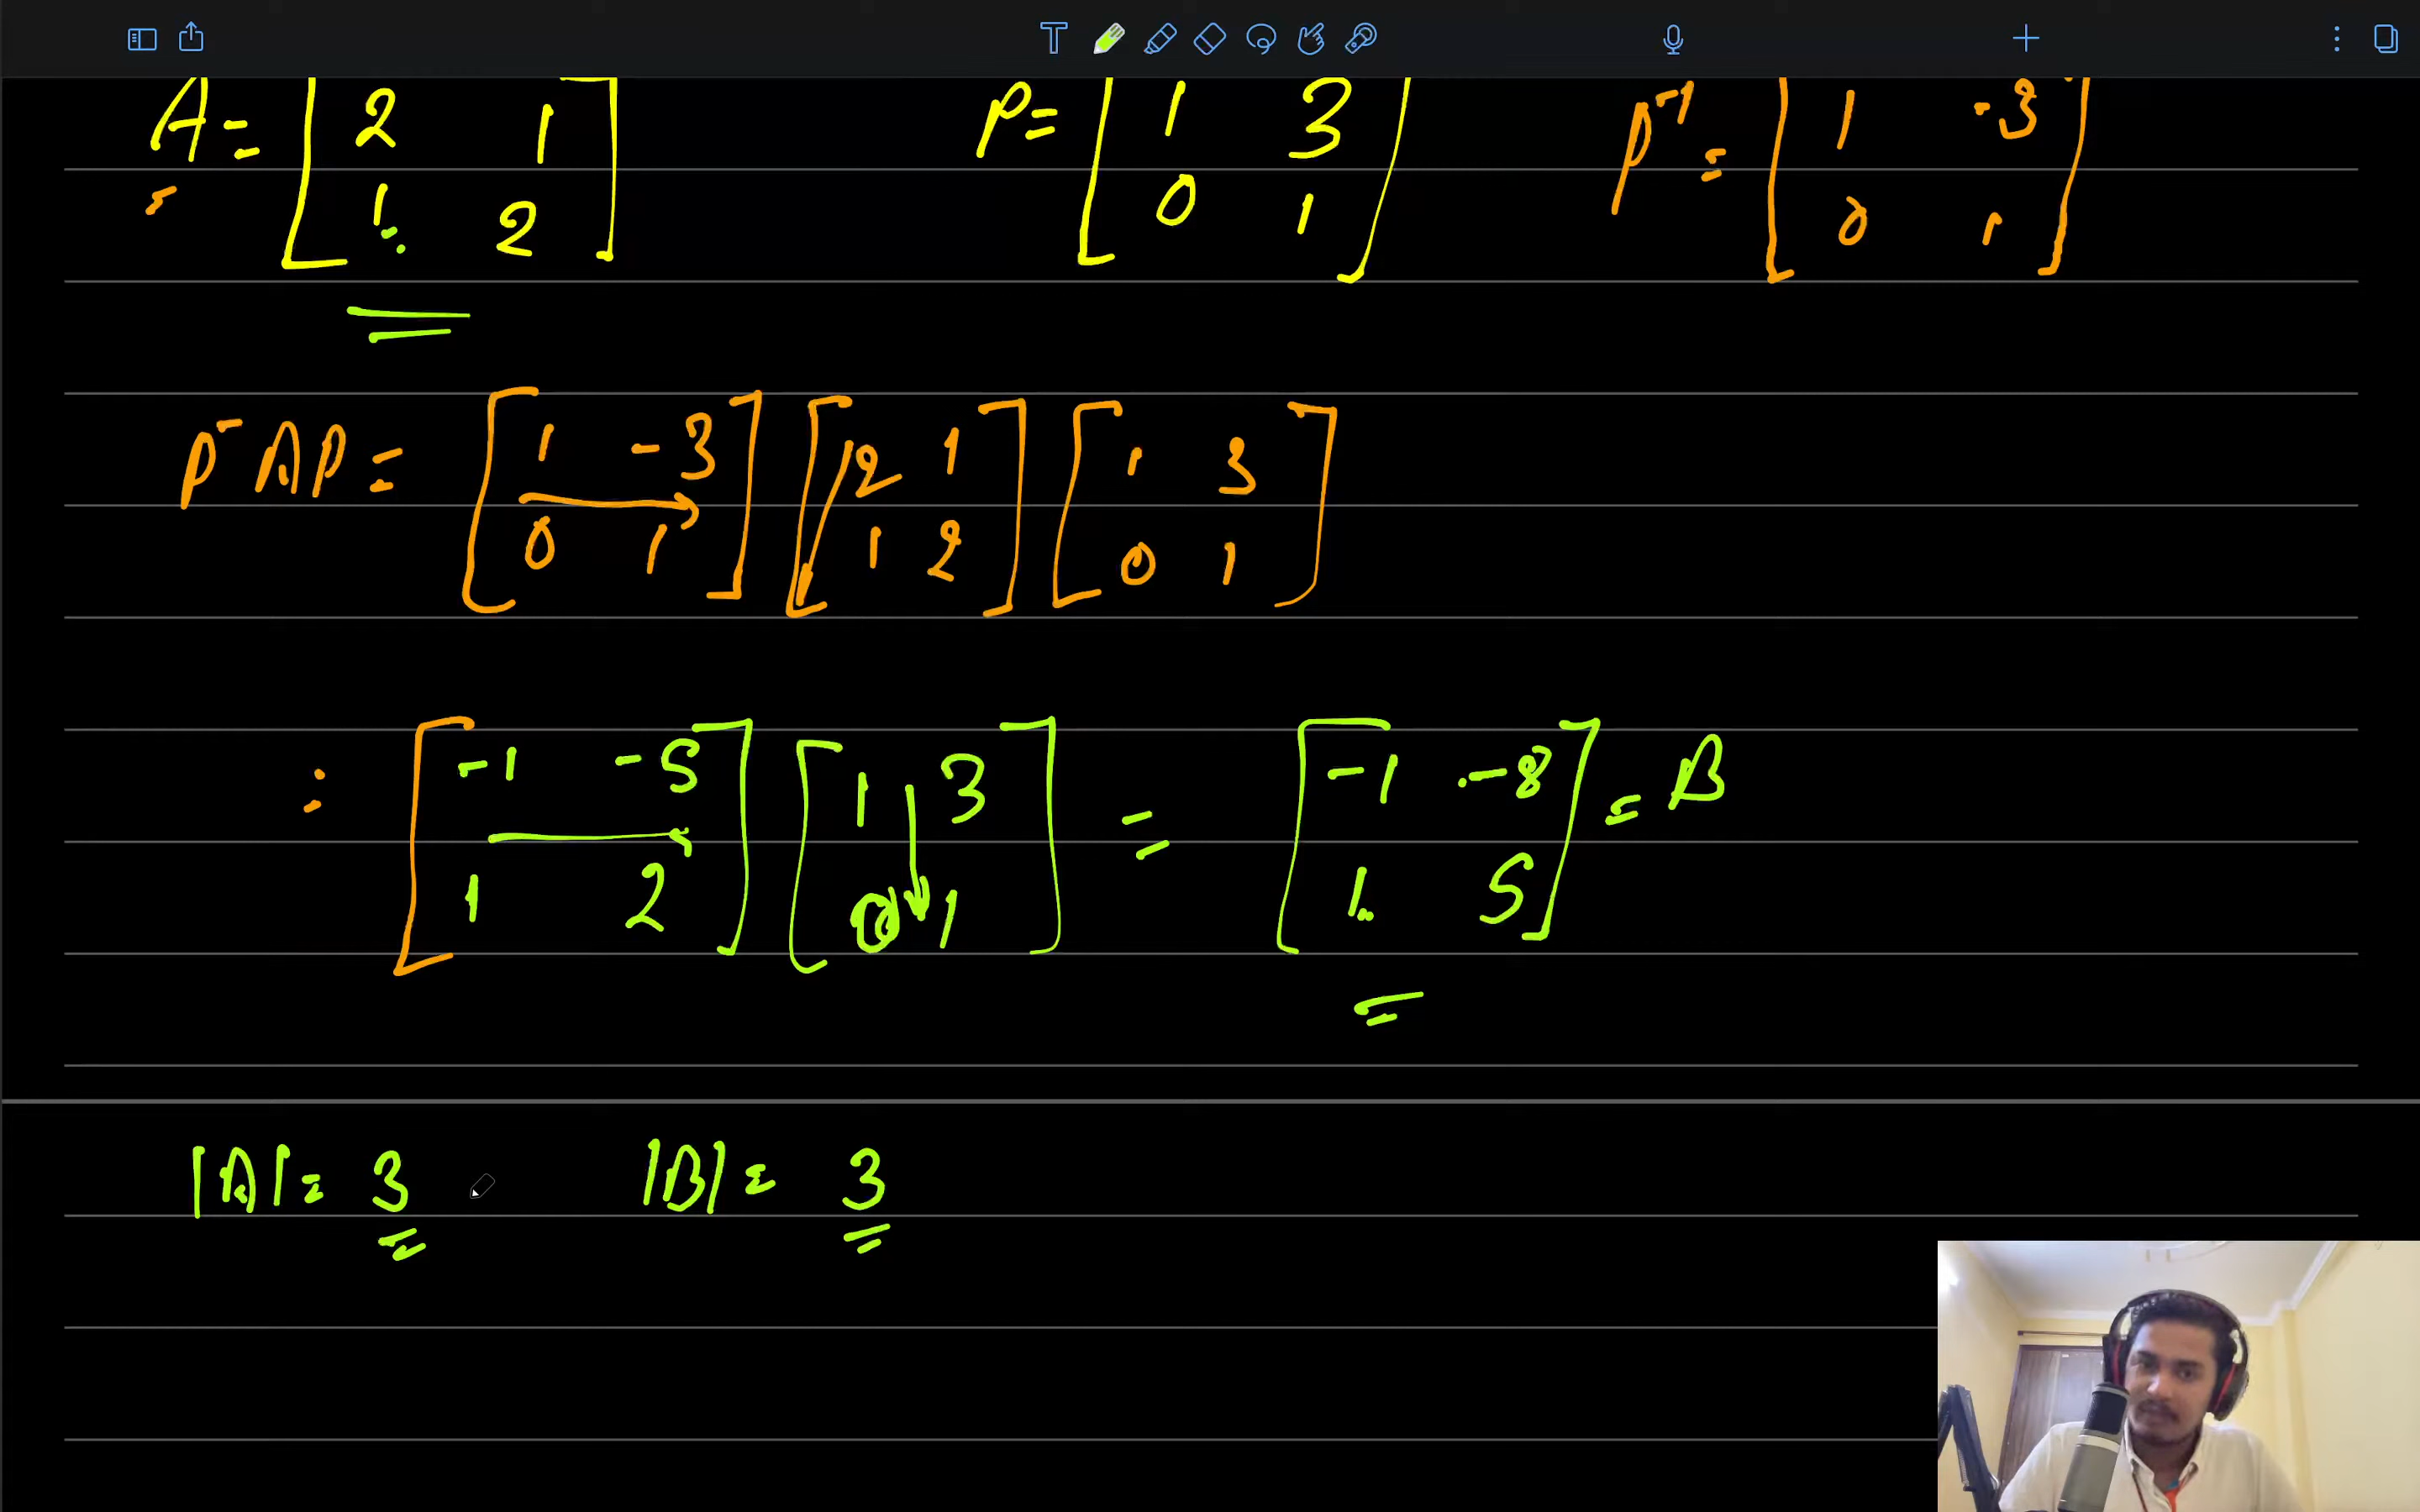 A = [ 2 1 P = [ 1 3 P⁻¹ = [ 1 -3
1 2 ] 0 1 ] 0 1 ]
P⁻AP = [ 1 -3 ] [ 2 1 ] [ 1 3 ]
0 1 1 2 0 1
= [ -1 -5 ] [ 1 3 ] = [ -1 -8 ] = B
1 2 0 1 1 5
|A| = 3 |B| = 3